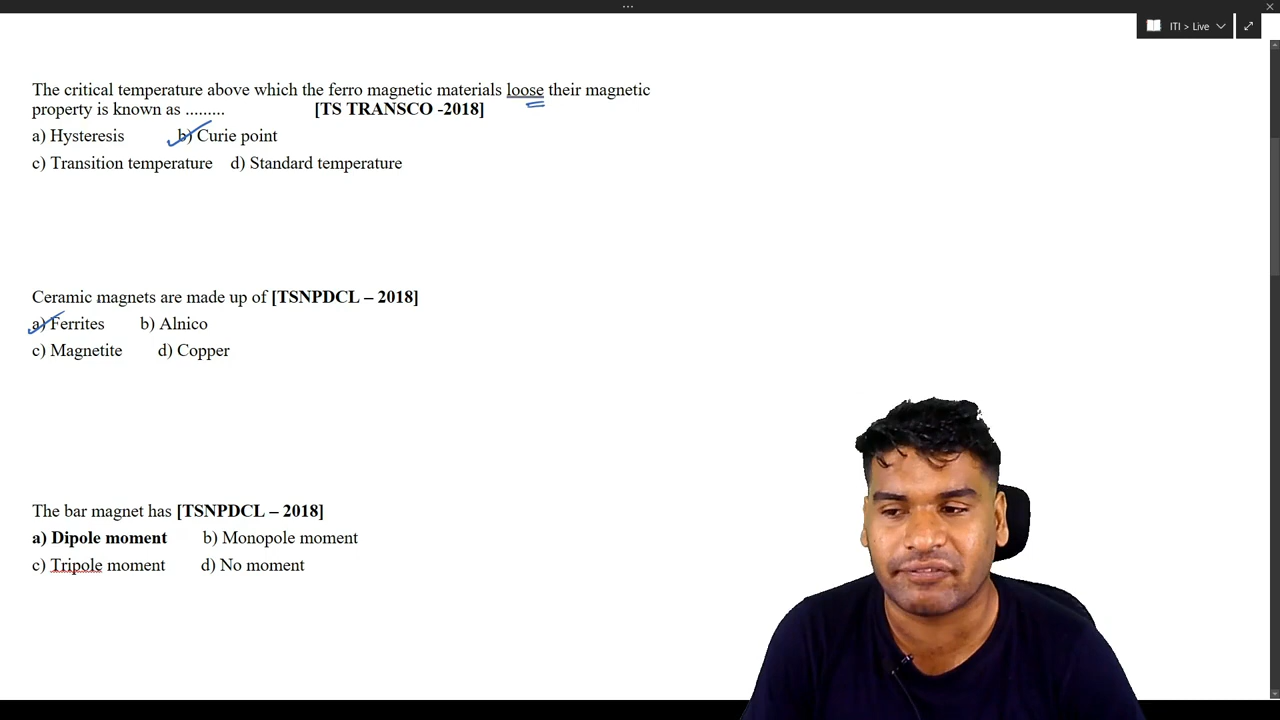 ITI > Live
The critical temperature above which the ferro magnetic materials loose their magnetic
property is known as ......... [TS TRANSCO -2018]
a) Hysteresis b) Curie point
c) Transition temperature d) Standard temperature
Ceramic magnets are made up of [TSNPDCL – 2018]
a) Ferrites b) Alnico
c) Magnetite d) Copper
The bar magnet has [TSNPDCL – 2018]
a) Dipole moment b) Monopole moment
c) Tripole moment d) No moment